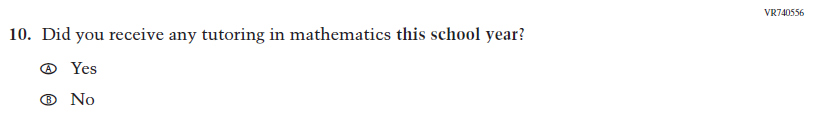 VR740556
10. Did you receive any tutoring in mathematics this school year?
A Yes
B No